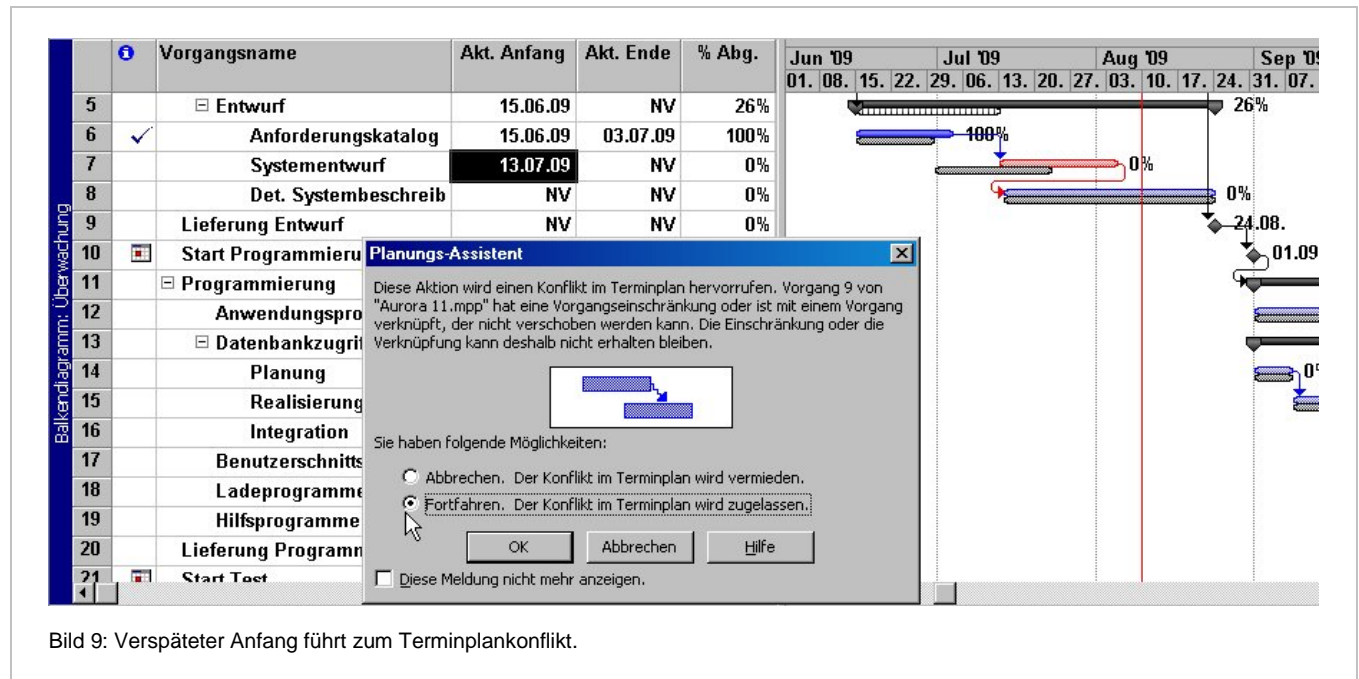 Vorgangsname Akt. Anfang Akt. Ende % Abg. Jun '09 Jul '09 Aug '09 Sep '09
01. 08. 15. 22. 29. 06. 13. 20. 27. 03. 10. 17. 24. 31. 07.
5 Entwurf 15.06.09 NV 26% 26%
6 Anforderungskatalog 15.06.09 03.07.09 100% 100%
7 Systementwurf 13.07.09 NV 0% 0%
8 Det. Systembeschreib NV NV 0% 0%
9 Lieferung Entwurf NV NV 0% 24.08.
10 Start Programmieru 01.09
11 Programmierung
12 Anwendungspro
13 Datenbankzugrif
14 Planung 0
15 Realisierung
16 Integration
17 Benutzerschnitts
18 Ladeprogramme
19 Hilfsprogramme
20 Lieferung Programm
21 Start Test
Balkendiagramm: Überwachung
Planungs-Assistent
Diese Aktion wird einen Konflikt im Terminplan hervorrufen. Vorgang 9 von
"Aurora 11.mpp" hat eine Vorgangseinschränkung oder ist mit einem Vorgang
verknüpft, der nicht verschoben werden kann. Die Einschränkung oder die
Verknüpfung kann deshalb nicht erhalten bleiben.
Sie haben folgende Möglichkeiten:
Abbrechen. Der Konflikt im Terminplan wird vermieden.
Fortfahren. Der Konflikt im Terminplan wird zugelassen.
OK Abbrechen Hilfe
Diese Meldung nicht mehr anzeigen.
Bild 9: Verspäteter Anfang führt zum Terminplankonflikt.